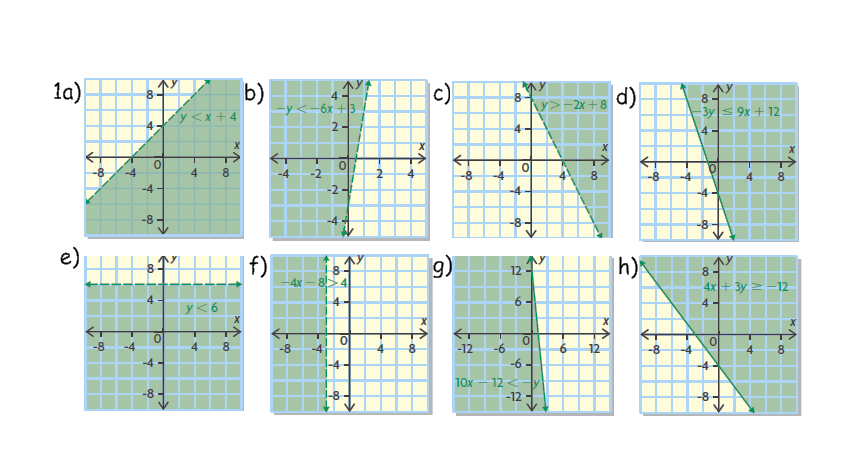 1a)
y
8
y < x + 4
4
x
-8 -4 0 4 8
-4
-8
b)
y
4
−y < −6x + 3
2
x
-4 -2 0 2 4
-2
-4
c)
y
8
y > −2x + 8
4
x
-8 -4 0 4 8
-4
-8
d)
y
8
−3y ≤ 9x + 12
4
x
-8 -4 0 4 8
-4
-8
e)
y
8
4
y < 6
x
-8 -4 0 4 8
-4
-8
f)
y
8
−4x − 8 > 4
4
x
-8 -4 0 4 8
-4
-8
g)
y
12
6
x
-12 -6 0 6 12
-6
10x − 12 < −y
-12
h)
y
8
4x + 3y ≥ −12
4
x
-8 -4 0 4 8
-4
-8